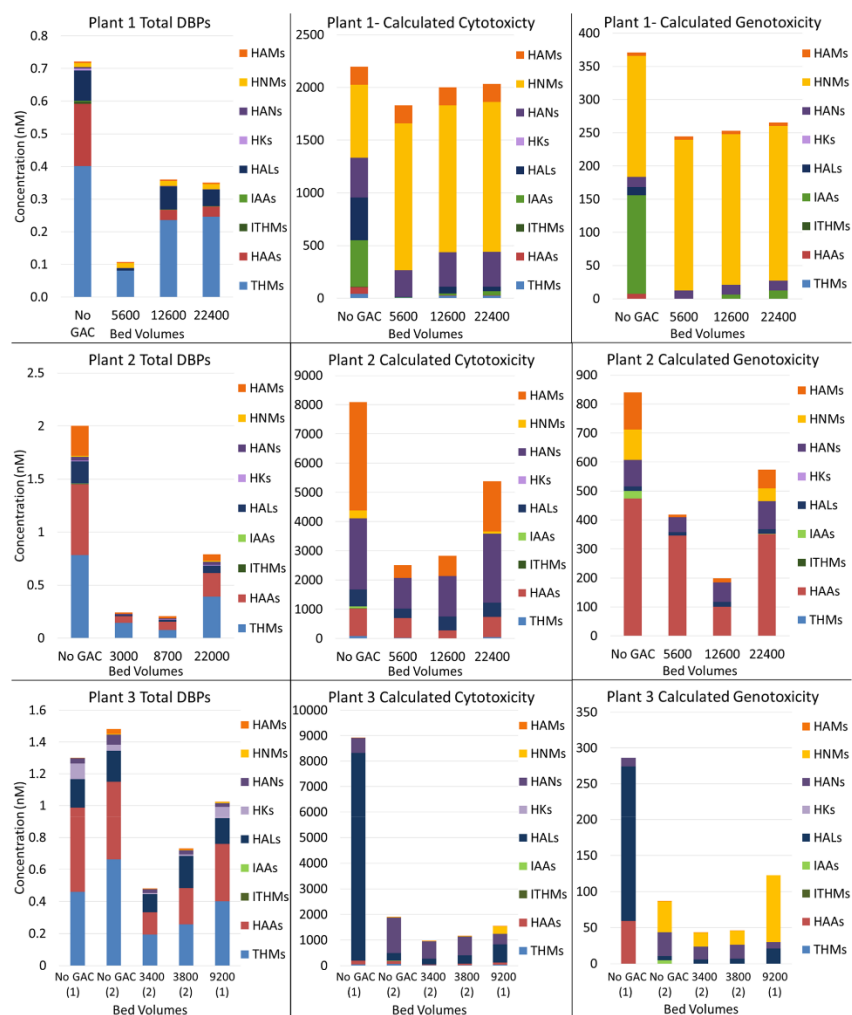 Plant 1 Total DBPs
Concentration (nM)
0.8
0.7
0.6
0.5
0.4
0.3
0.2
0.1
0.0
No GAC 5600 12600 22400
Bed Volumes
HAMs
HNMs
HANs
HKs
HALs
IAAs
ITHMs
HAAs
THMs
Plant 1- Calculated Cytotoxicity
2500
2000
1500
1000
500
0
No GAC 5600 12600 22400
Bed Volumes
HAMs
HNMs
HANs
HKs
HALs
IAAs
ITHMs
HAAs
THMs
Plant 1- Calculated Genotoxicity
400
350
300
250
200
150
100
50
0
No GAC 5600 12600 22400
Bed Volumes
HAMs
HNMs
HANs
HKs
HALs
IAAs
ITHMs
HAAs
THMs
Plant 2 Total DBPs
Concentration (nM)
2.5
2
1.5
1
0.5
0
No GAC 3000 8700 22000
Bed Volumes
HAMs
HNMs
HANs
HKs
HALs
IAAs
ITHMs
HAAs
THMs
Plant 2 Calculated Cytotoxicity
9000
8000
7000
6000
5000
4000
3000
2000
1000
0
No GAC 5600 12600 22400
Bed Volumes
HAMs
HNMs
HANs
HKs
HALs
IAAs
ITHMs
HAAs
THMs
Plant 2 Calculated Genotoxicity
900
800
700
600
500
400
300
200
100
0
No GAC 5600 12600 22400
Bed Volumes
HAMs
HNMs
HANs
HKs
HALs
IAAs
ITHMs
HAAs
THMs
Plant 3 Total DBPs
Concentration (nM)
1.6
1.4
1.2
1
0.8
0.6
0.4
0.2
0
No GAC No GAC 3400 3800 9200
(1) (2) (2) (2) (1)
Bed Volumes
HAMs
HNMs
HANs
HKs
HALs
IAAs
ITHMs
HAAs
THMs
Plant 3 Calculated Cytotoxicity
10000
9000
8000
7000
6000
5000
4000
3000
2000
1000
0
No GAC No GAC 3400 3800 9200
(1) (2) (2) (2) (1)
Bed Volumes
HAMs
HNMs
HANs
HKs
HALs
IAAs
ITHMs
HAAs
THMs
Plant 3 Calculated Genotoxicity
350
300
250
200
150
100
50
0
No GAC No GAC 3400 3800 9200
(1) (2) (2) (2) (1)
Bed Volumes
HAMs
HNMs
HANs
HKs
HALs
IAAs
ITHMs
HAAs
THMs